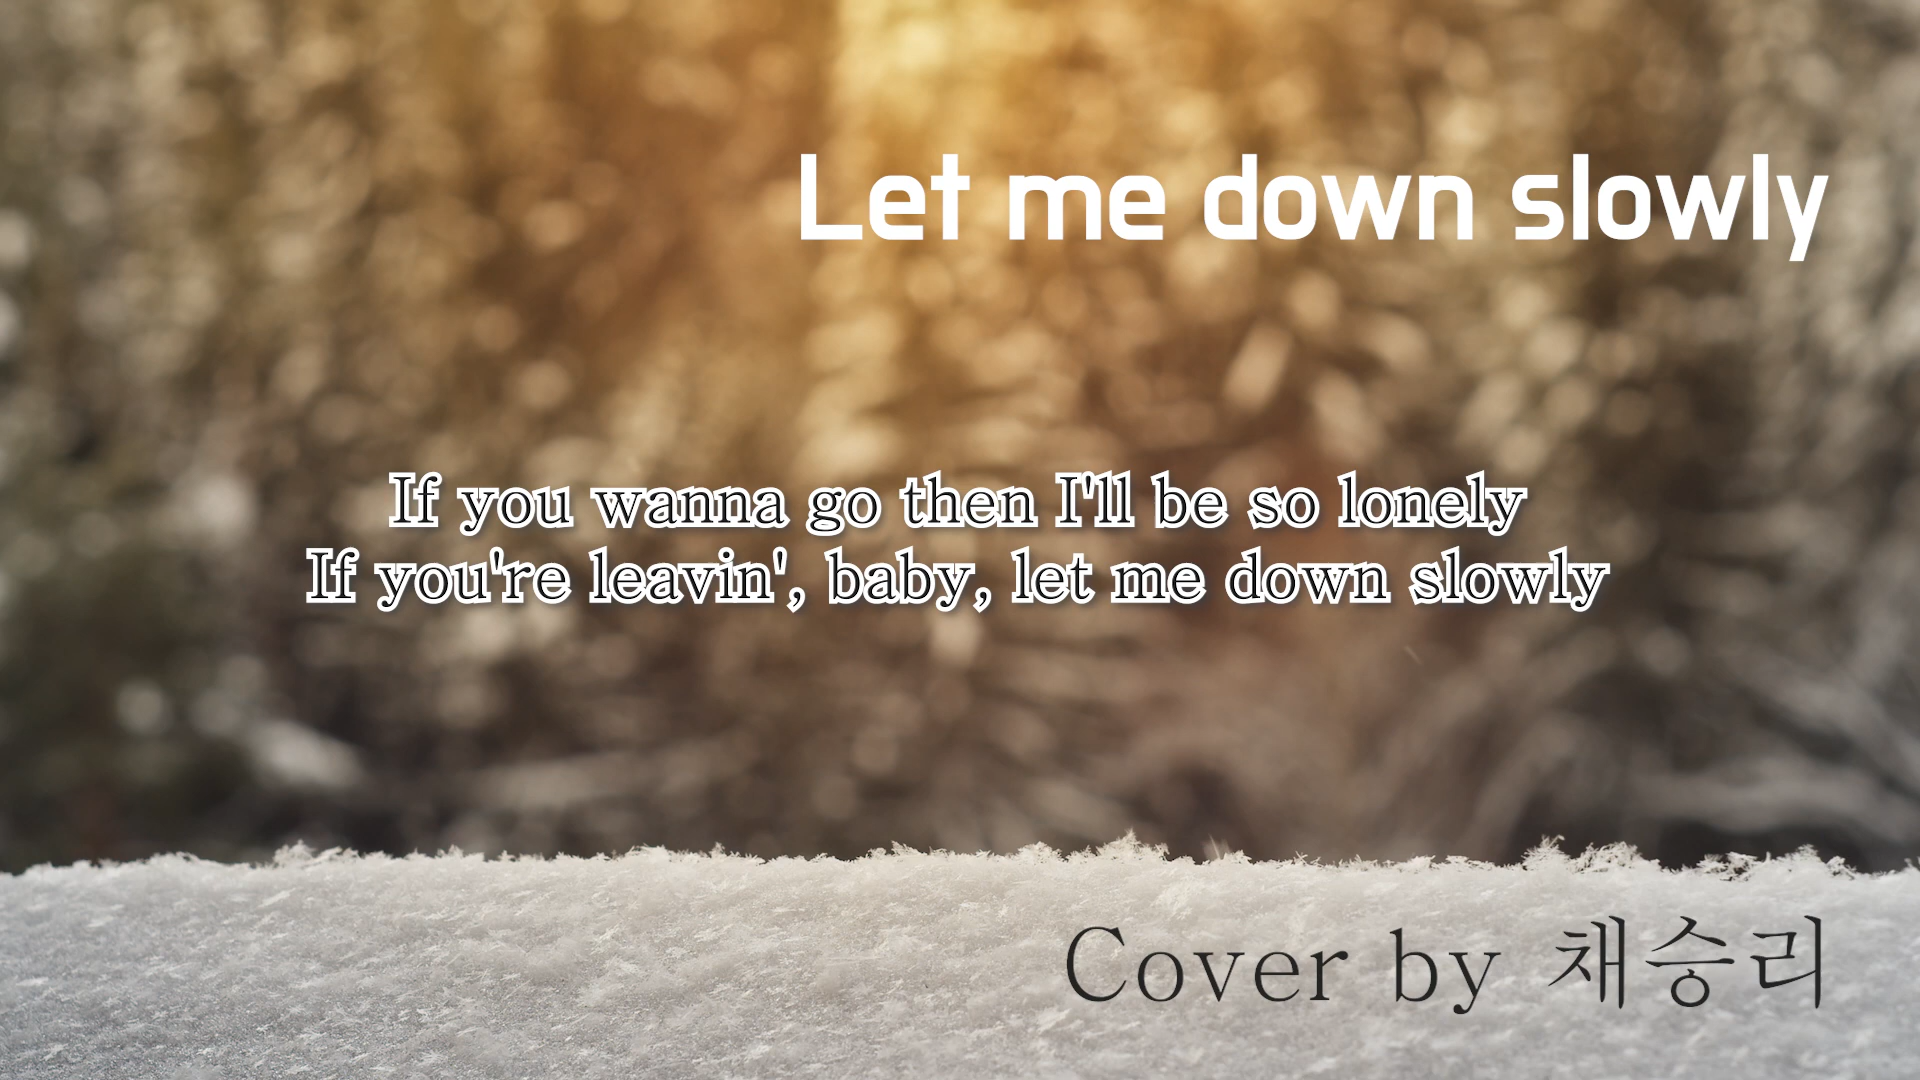 Let me down slowly
If you wanna go then I'll be so lonely
If you're leavin', baby, let me down slowly
Cover by 채승리